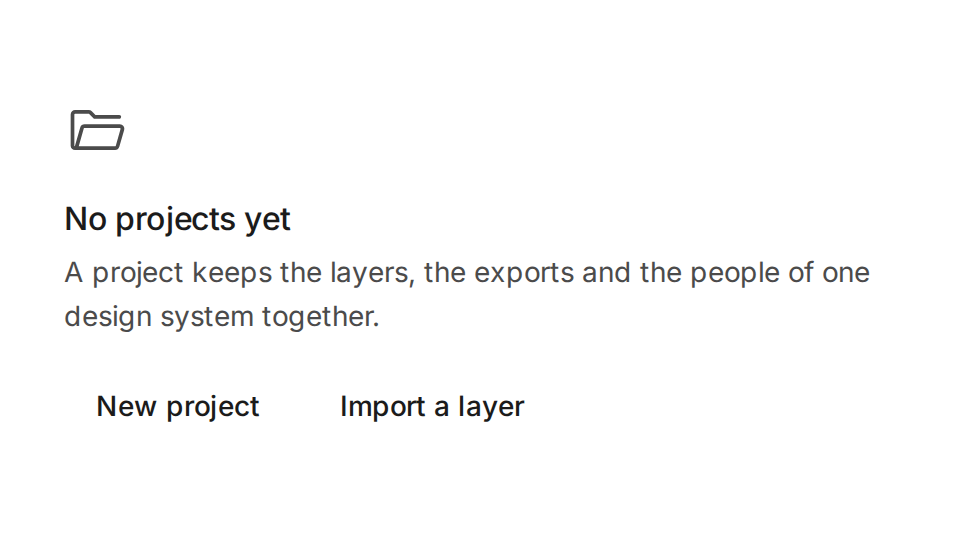 No projects yet
A project keeps the layers, the exports and the people of one
design system together.
New project
Import a layer